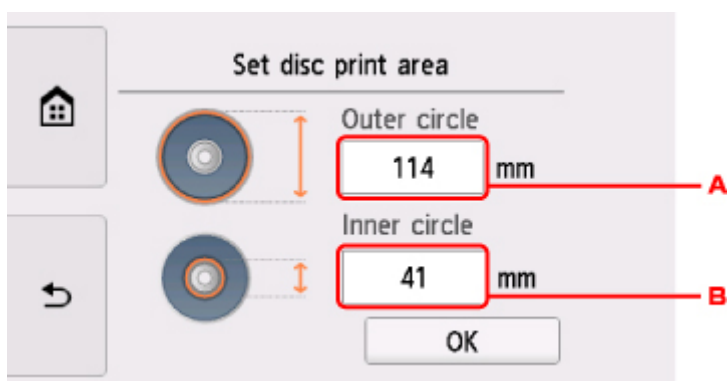 Set disc print area
Outer circle
114 mm
A
Inner circle
41 mm
B
OK